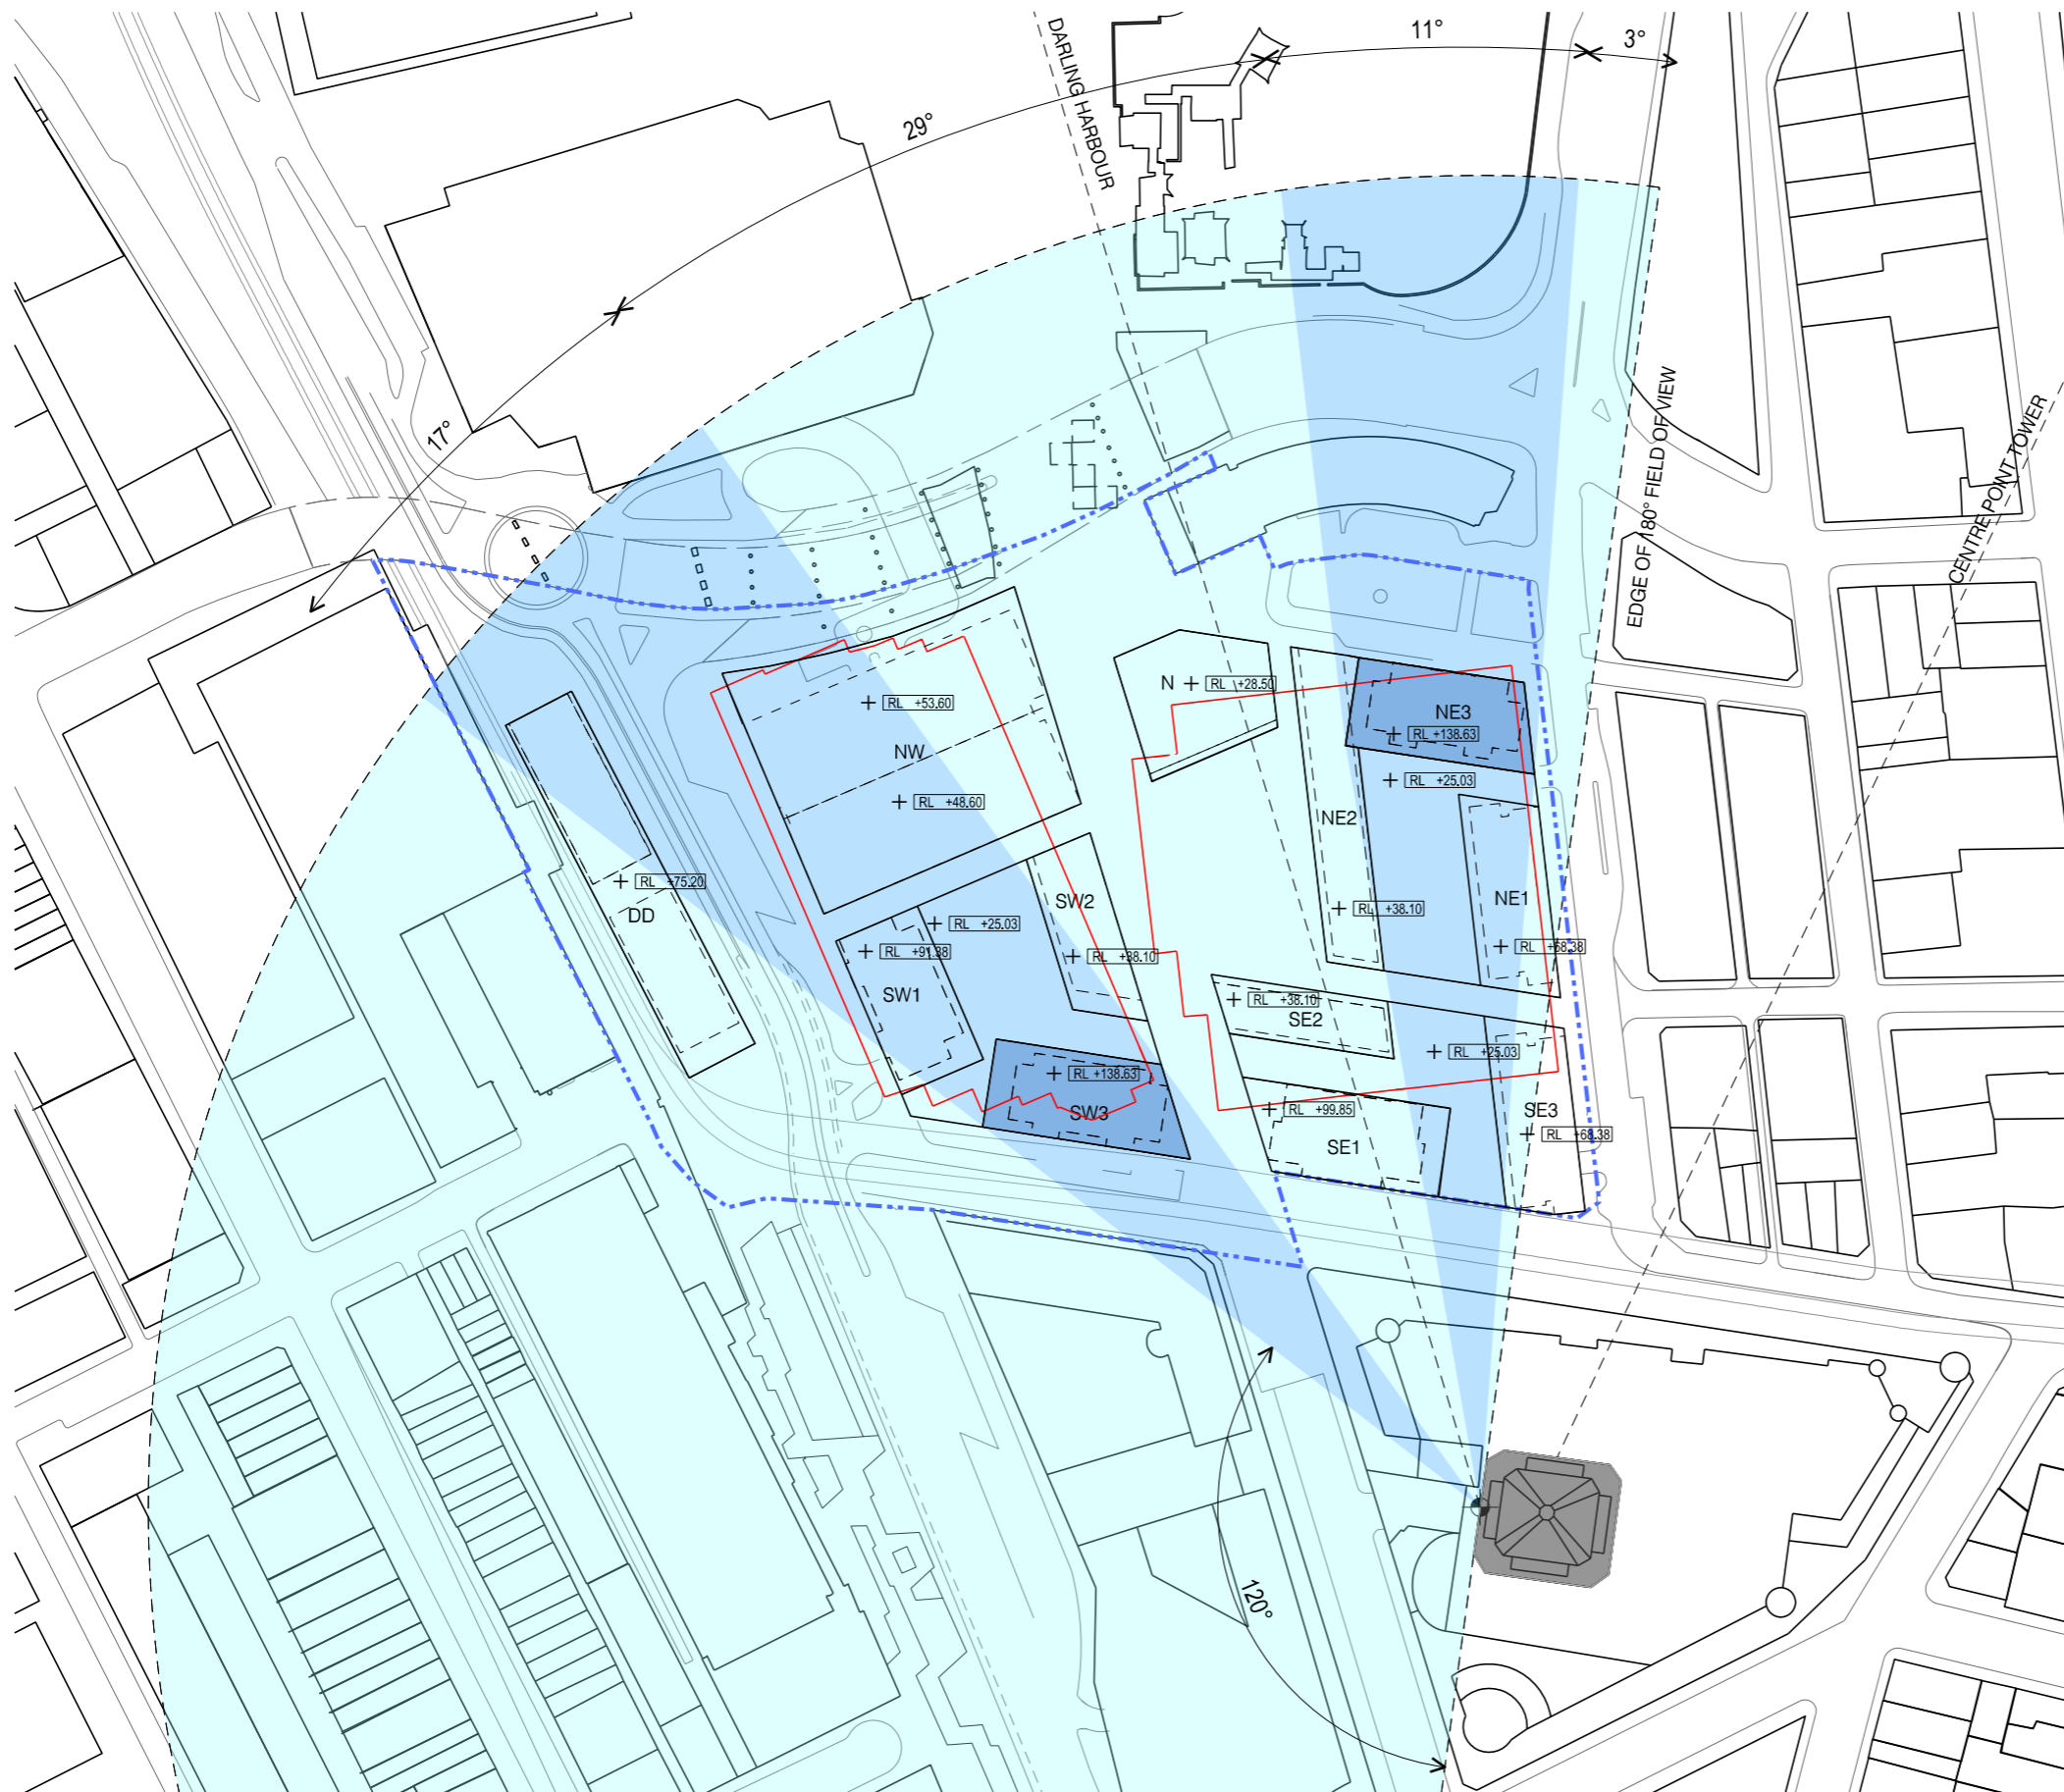 11°
3°
DARLING HARBOUR
29°
17°
EDGE OF 180° FIELD OF VIEW
CENTRE POINT TOWER
N
RL +28.50
RL +53.60
NE3
RL +138.63
NW
RL +25.03
RL +48.60
NE2
RL +75.20
DD
SW2
NE1
RL +38.10
RL +25.03
RL +91.38
RL +38.10
RL +68.38
SW1
RL +38.10
SE2
RL +25.03
RL +138.63
SW3
RL +99.85
SE3
RL +68.38
SE1
120°